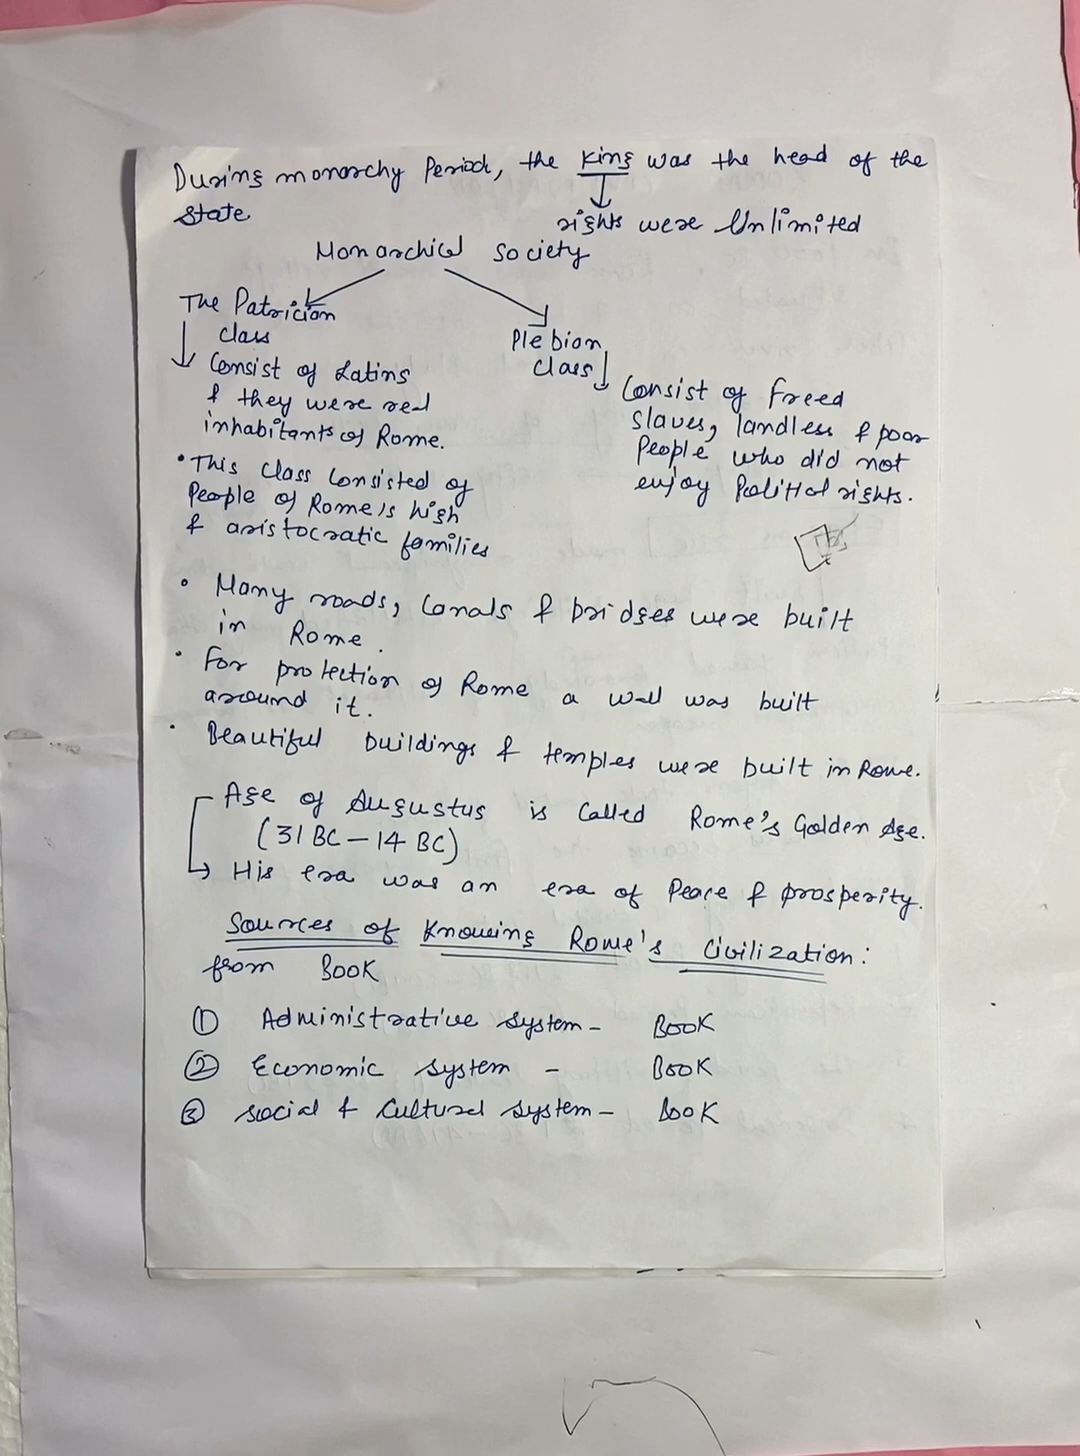 During monarchy Period, the King was the head of the
state
rights were Unlimited
Monarchical society
The Patrician
class
Consist of Latins
& they were real
inhabitants of Rome.
• This class consisted of
People of Rome's high
& aristocratic families
Plebian
class
Consist of freed
slaves, landless & poor
People who did not
enjoy Political rights.
• Many roads, canals & bridges were built
in Rome.
• For protection of Rome a wall was built
around it.
• Beautiful buildings & temples were built in Rome.
Age of Augustus is called Rome's Golden Age.
(31 BC – 14 BC)
His era was an era of Peace & prosperity.
Sources of Knowing Rome's Civilization:
from BOOK
① Administrative system – BOOK
② Economic system – BOOK
③ social & Cultural system – BOOK